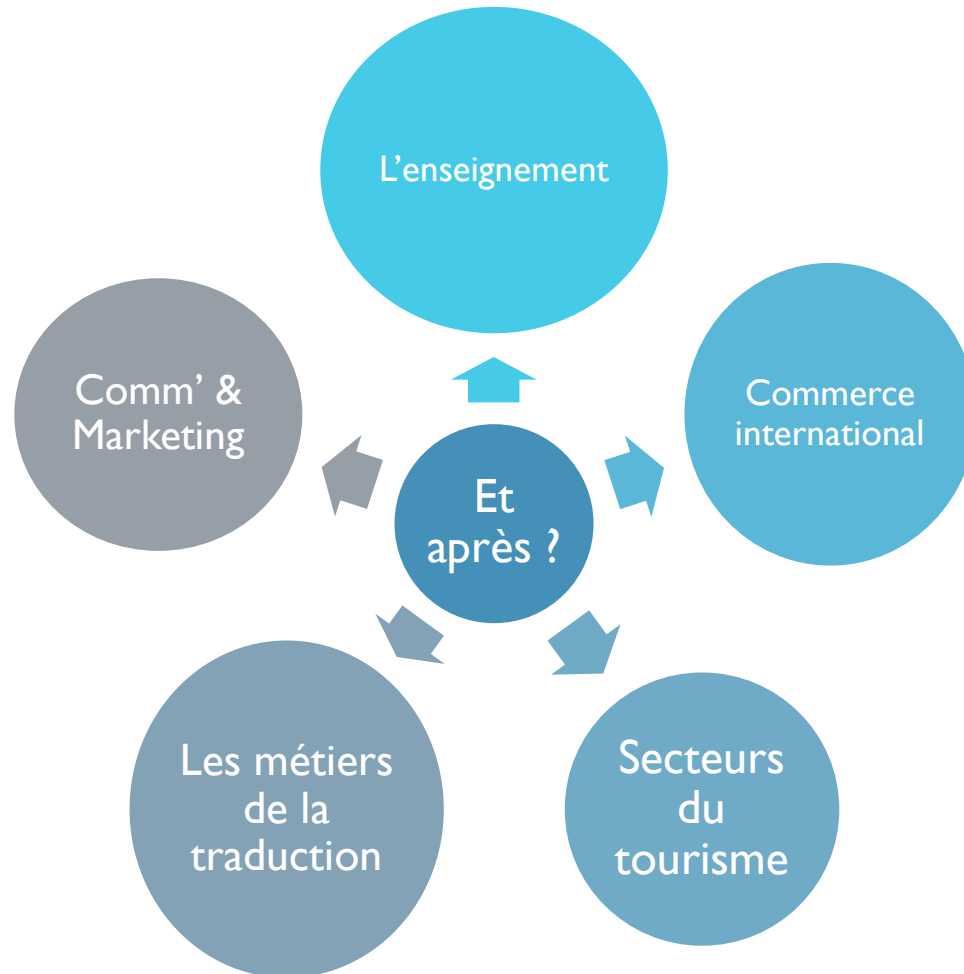 L'enseignement
Commerce
international
Secteurs
du
tourisme
Les métiers
de la
traduction
Comm' &
Marketing
Et
après ?